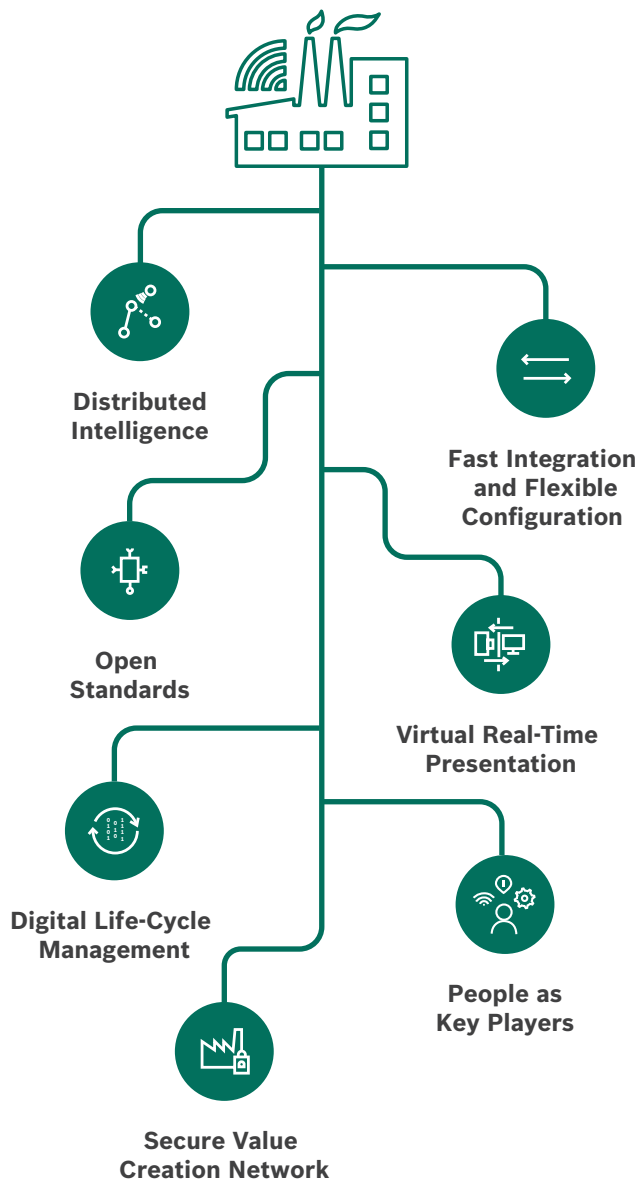 Distributed
Intelligence
Fast Integration
and Flexible
Configuration
Open
Standards
Virtual Real-Time
Presentation
Digital Life-Cycle
Management
People as
Key Players
Secure Value
Creation Network